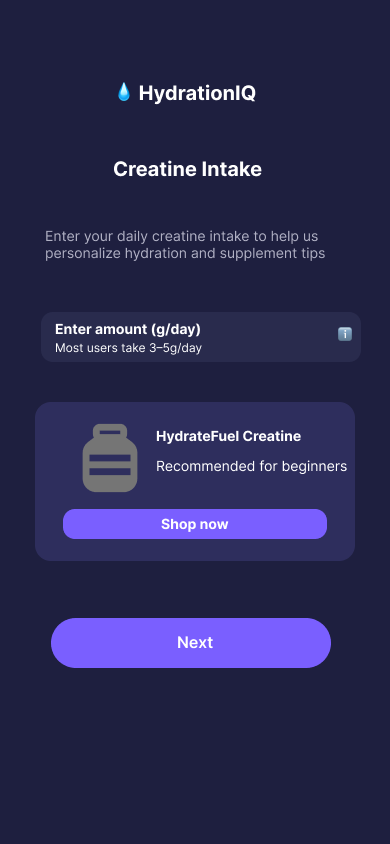 💧 HydrationIQ
Creatine Intake
Enter your daily creatine intake to help us
personalize hydration and supplement tips
Enter amount (g/day)
Most users take 3–5g/day
ℹ️
HydrateFuel Creatine
Recommended for beginners
Shop now
Next